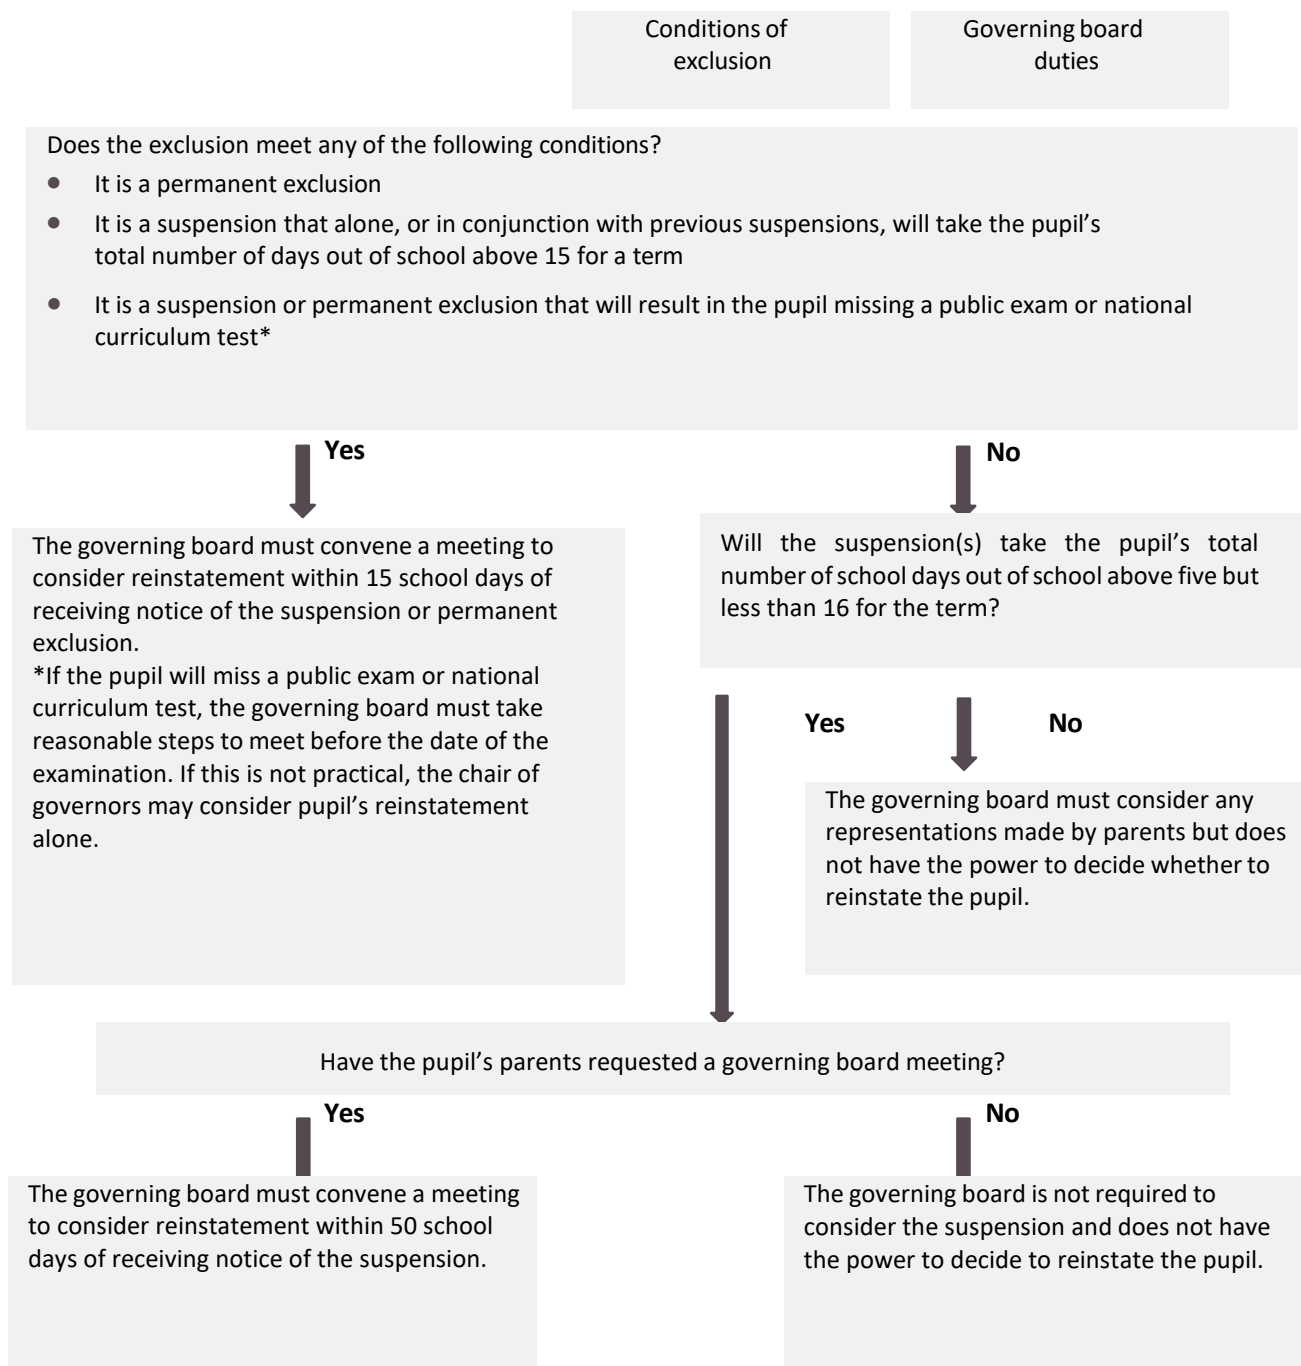 Conditions of
exclusion
Governing board
duties
Does the exclusion meet any of the following conditions?
• It is a permanent exclusion
• It is a suspension that alone, or in conjunction with previous suspensions, will take the pupil’s
total number of days out of school above 15 for a term
• It is a suspension or permanent exclusion that will result in the pupil missing a public exam or national
curriculum test*
Yes
No
The governing board must convene a meeting to
consider reinstatement within 15 school days of
receiving notice of the suspension or permanent
exclusion.
*If the pupil will miss a public exam or national
curriculum test, the governing board must take
reasonable steps to meet before the date of the
examination. If this is not practical, the chair of
governors may consider pupil’s reinstatement
alone.
Will the suspension(s) take the pupil’s total
number of school days out of school above five but
less than 16 for the term?
Yes
No
The governing board must consider any
representations made by parents but does
not have the power to decide whether to
reinstate the pupil.
Have the pupil’s parents requested a governing board meeting?
Yes
No
The governing board must convene a meeting
to consider reinstatement within 50 school
days of receiving notice of the suspension.
The governing board is not required to
consider the suspension and does not have
the power to decide to reinstate the pupil.